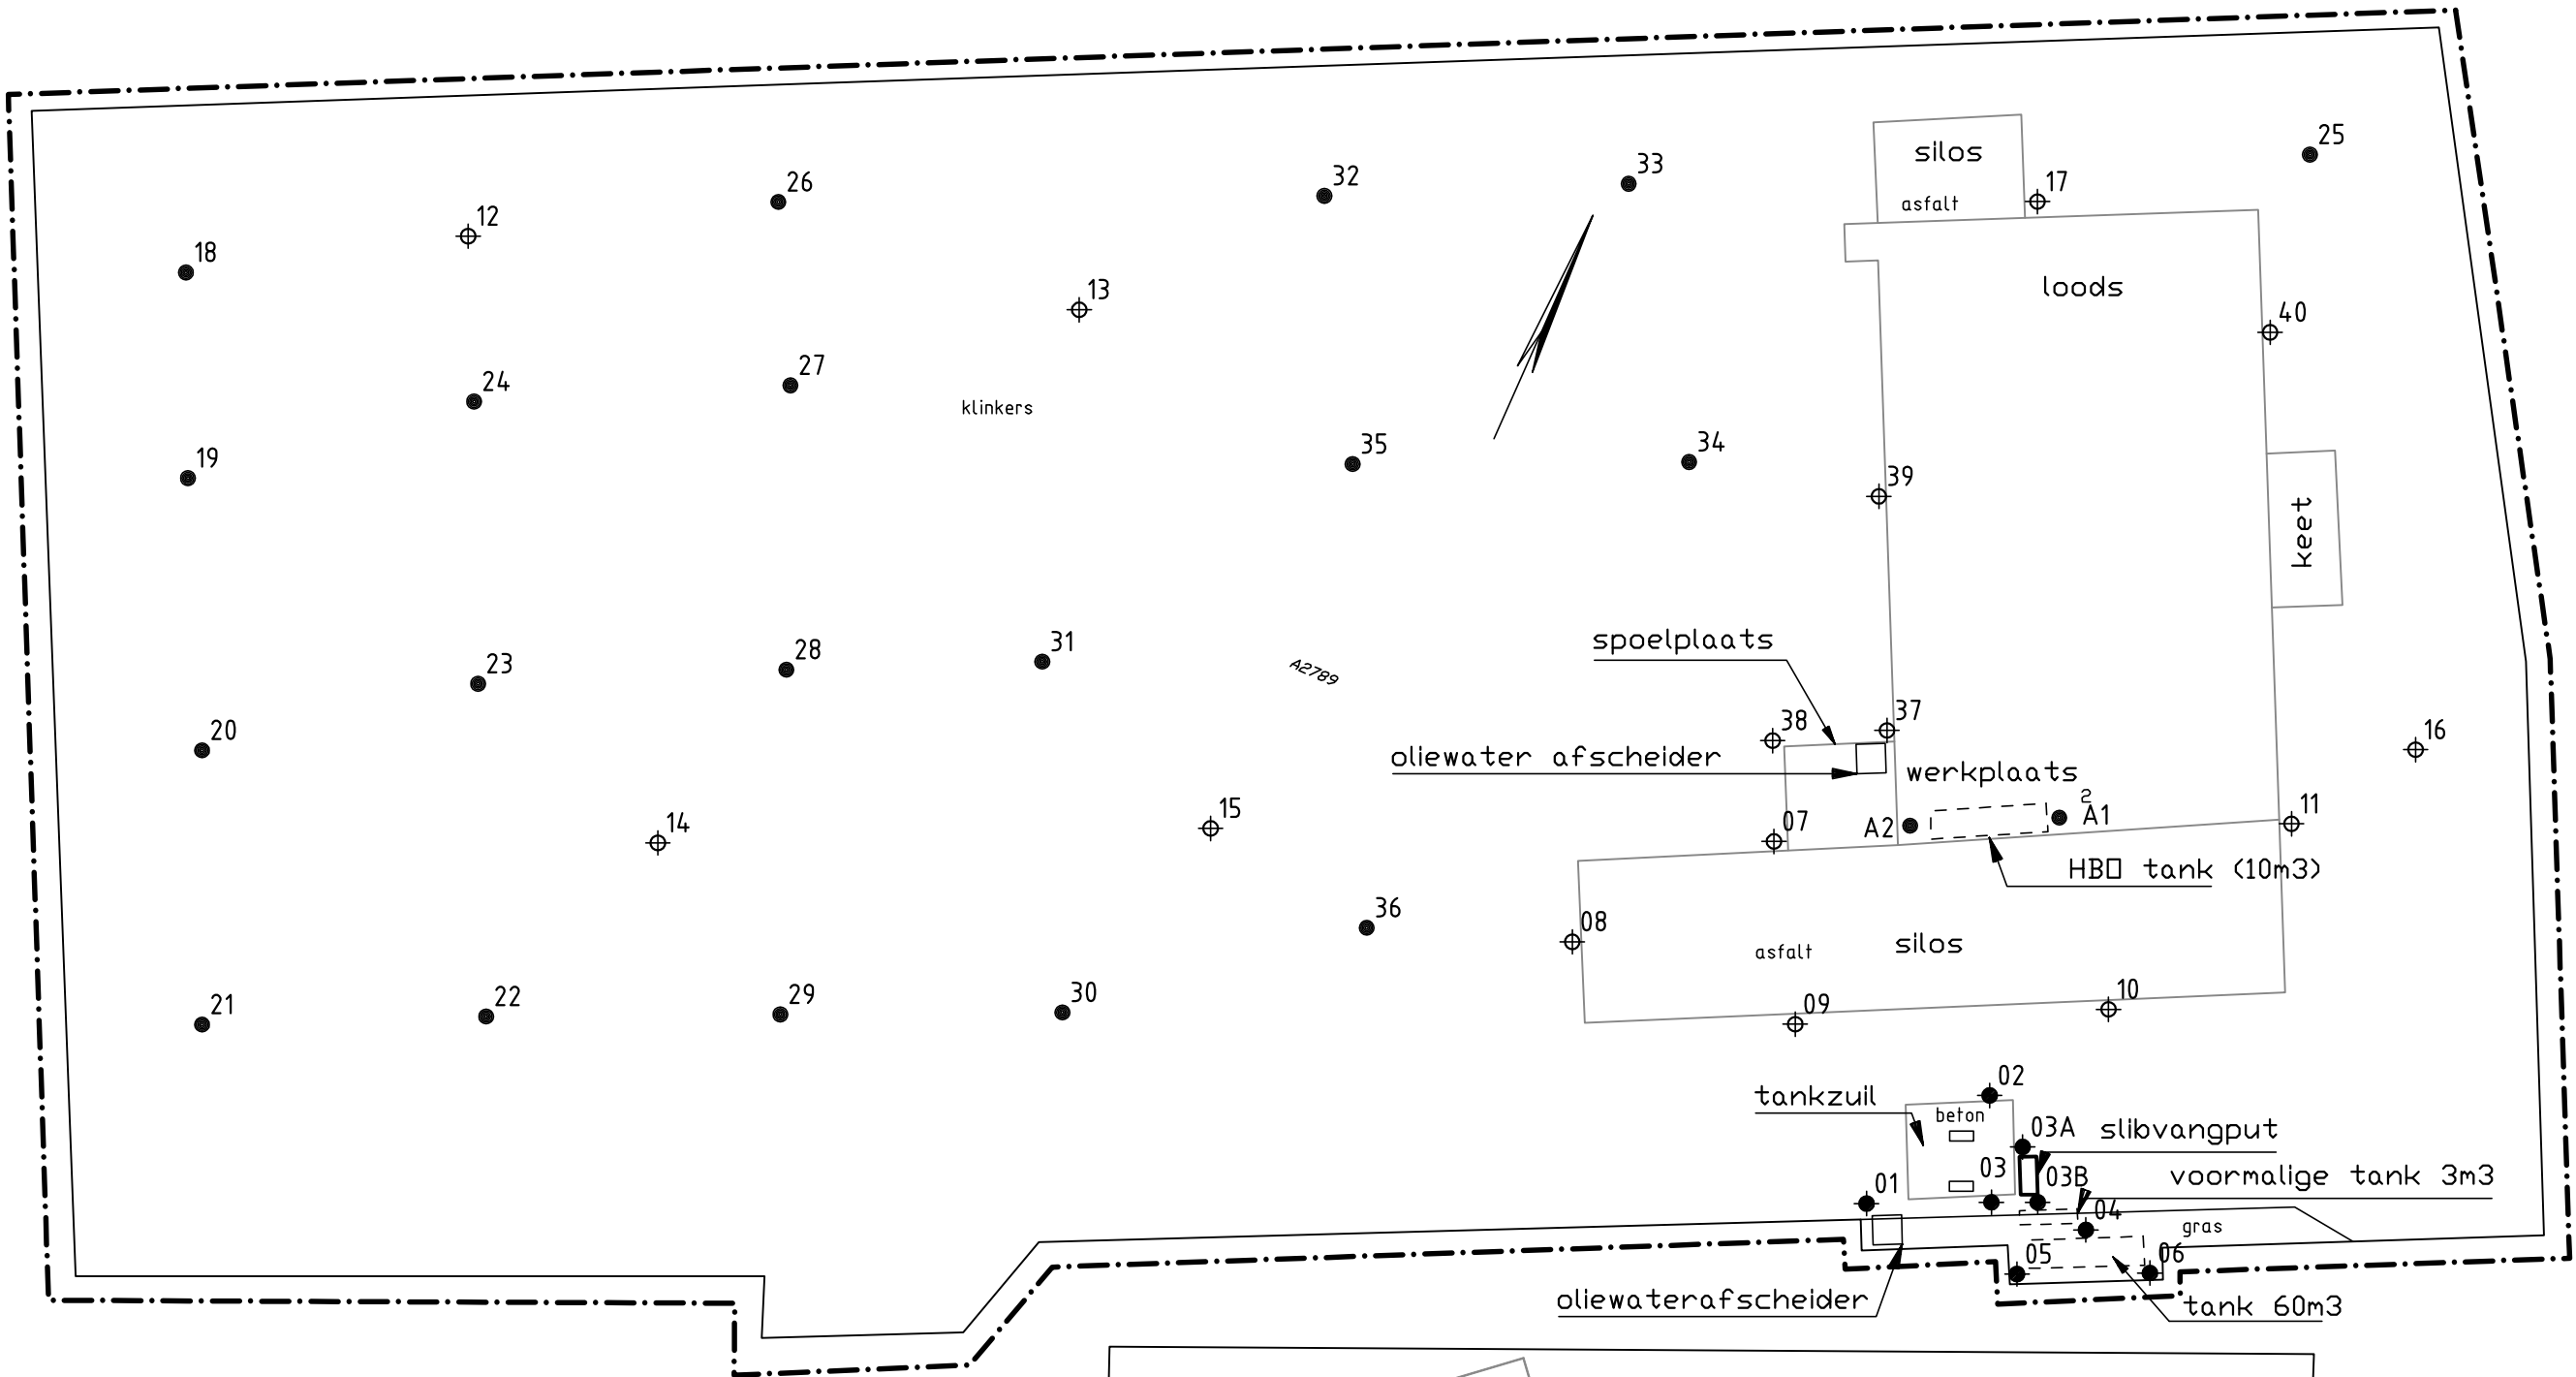 25
33
silos
32
26
17
asfalt
12
18
loods
13
40
27
24
klinkers
34
35
19
39
keet
spoelplaats
31
28
A2789
23
37
38
20
16
oliewater afscheider
werkplaats
2
11
15
A1
07
14
A2
HBO tank (10m3)
36
08
silos
asfalt
10
30
29
22
09
21
02
tankzuil
beton
03A
slibvangput
03
03B
voormalige tank 3m3
01
04
gras
05
06
oliewaterafscheider
tank 60m3